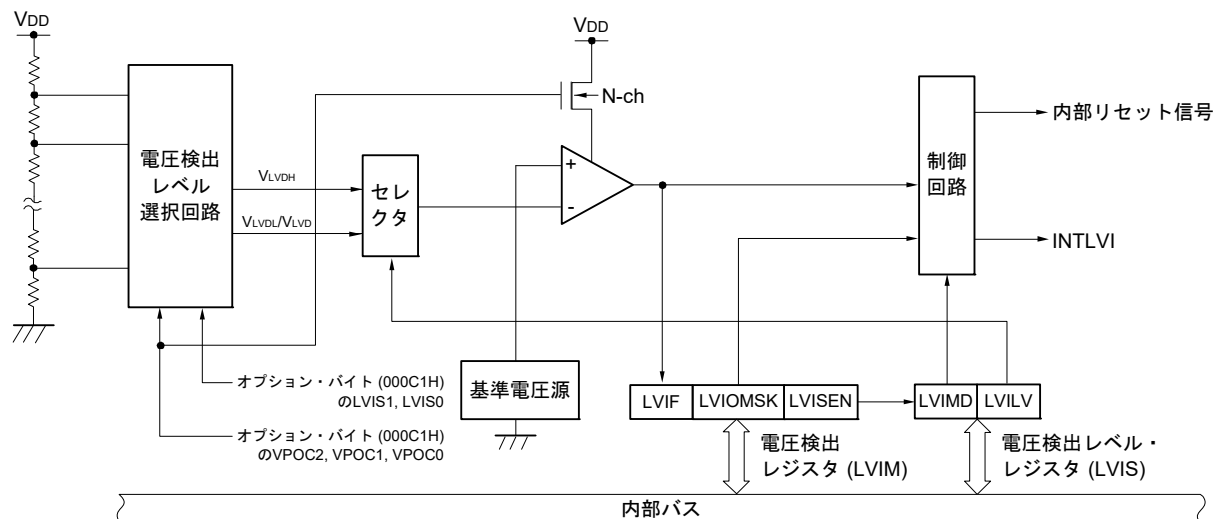 VDD
VDD
N-ch
電圧検出
レベル
選択回路
VLVDH
VLVDL/VLVD
セレ
クタ
+
-
制御
回路
内部リセット信号
INTLVI
オプション・バイト (000C1H)
のLVIS1, LVIS0
オプション・バイト (000C1H)
のVPOC2, VPOC1, VPOC0
基準電圧源
LVIF
LVIOMSK
LVISEN
LVIMD
LVILV
電圧検出
レジスタ (LVIM)
電圧検出レベル・
レジスタ (LVIS)
内部バス